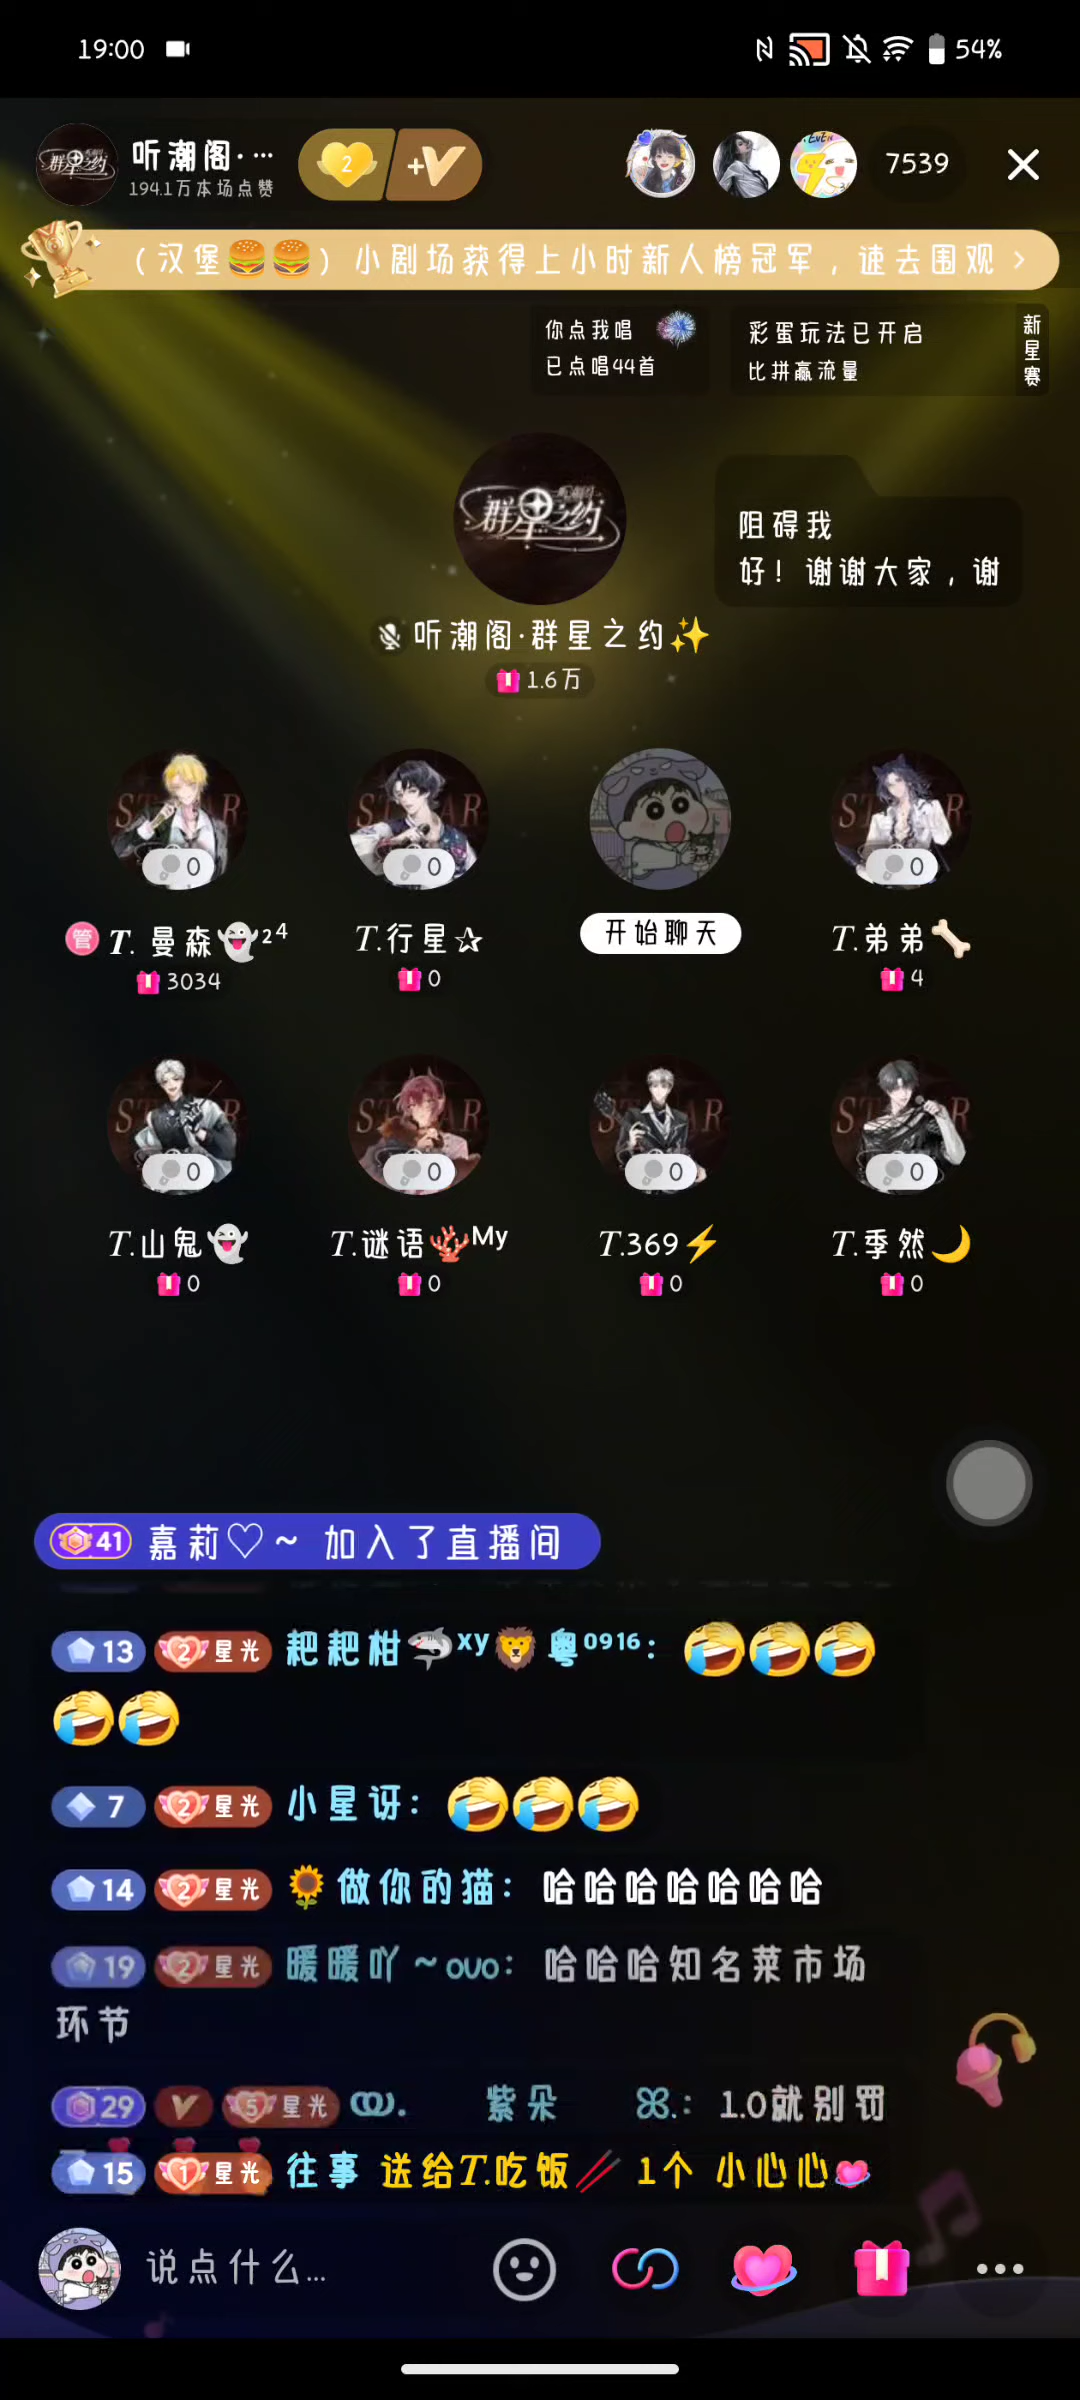 19:00
54%
听潮阁·...
194.1万本场点赞
2
+V
7539
(汉堡🍔🍔)小剧场获得上小时新人榜冠军,速去围观 >
你点我唱
已点唱44首
彩蛋玩法已开启
比拼赢流量
新星赛
群星之约
阻碍我
好!谢谢大家,谢
听潮阁·群星之约✨
1.6万
0
0
0
管 T. 曼森👻²⁴
T.行星✰
开始聊天
T.弟弟🦴
3034
0
4
0
0
0
0
T.山鬼👻
T.谜语🪸ᴹʸ
T.369⚡
T.季然🌙
0
0
0
0
41 嘉莉♡~ 加入了直播间
13 2 星光 耙耙柑🦈ˣʸ🦁粤⁰⁹¹⁶:🤣🤣🤣
🤣🤣
7 2 星光 小星讶:🤣🤣🤣
14 2 星光 🌻做你的猫:哈哈哈哈哈哈哈
19 2 星光 暖暖吖~ovo:哈哈哈知名菜市场
环节
29 V 5 星光 ꙭ. 紫朵 ꕤ.:1.0就别罚
15 1 星光 往事 送给T.吃饭🥢 1个 小心心💗
说点什么...